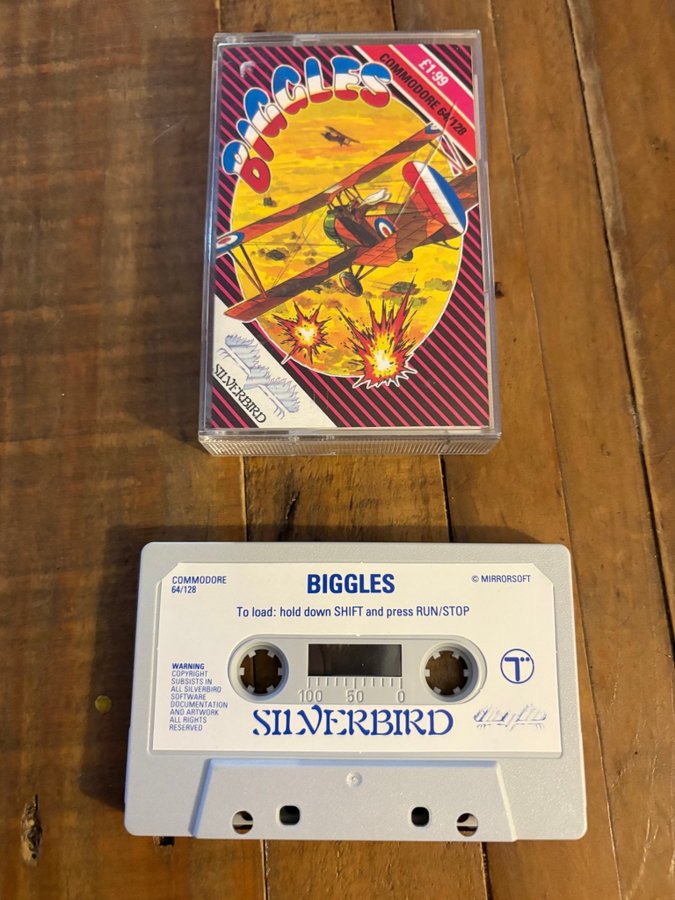 BIGGLES
£1·99
COMMODORE 64/128
SILVERBIRD
COMMODORE
64/128
BIGGLES
© MIRRORSOFT
To load: hold down SHIFT and press RUN/STOP
WARNING
COPYRIGHT
SUBSISTS IN
ALL SILVERBIRD
SOFTWARE
DOCUMENTATION
AND ARTWORK
ALL RIGHTS
RESERVED
100 50 0
SILVERBIRD